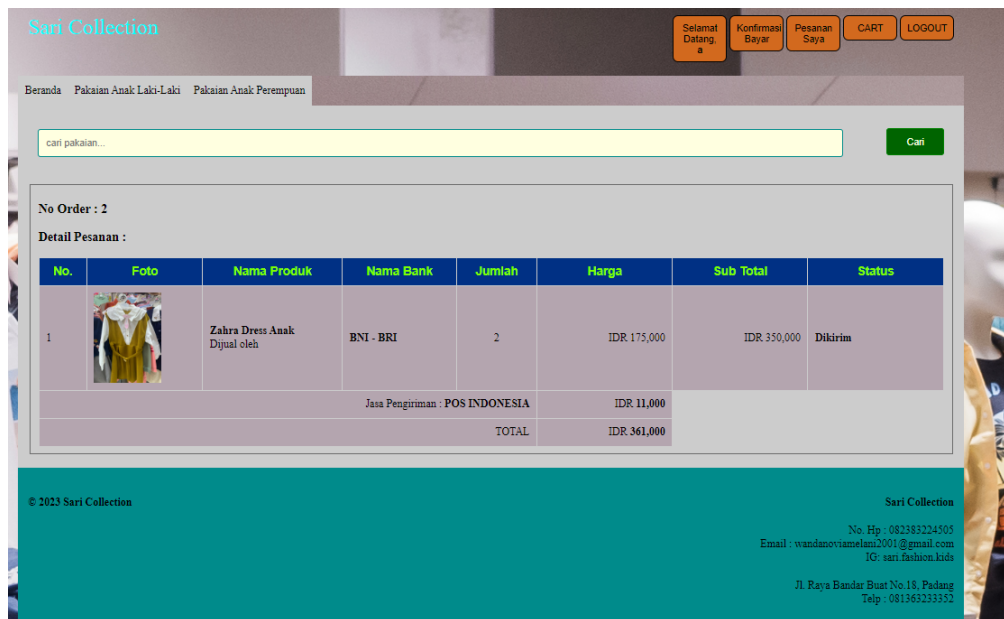 Sari Collection
Selamat
Datang,
a
Konfirmasi
Bayar
Pesanan
Saya
CART
LOGOUT
Beranda Pakaian Anak Laki-Laki Pakaian Anak Perempuan
cari pakaian...
Cari
No Order : 2
Detail Pesanan :
No. Foto Nama Produk Nama Bank Jumlah Harga Sub Total Status
1 Zahra Dress Anak BNI - BRI 2 IDR 175,000 IDR 350,000 Dikirim
Dijual oleh
Jasa Pengiriman : POS INDONESIA IDR 11,000
TOTAL IDR 361,000
© 2023 Sari Collection
Sari Collection
No. Hp : 082383224505
Email : wandanoviamelani2001@gmail.com
IG: sari.fashion.kids
Jl. Raya Bandar Buat No.18, Padang
Telp : 081363233352